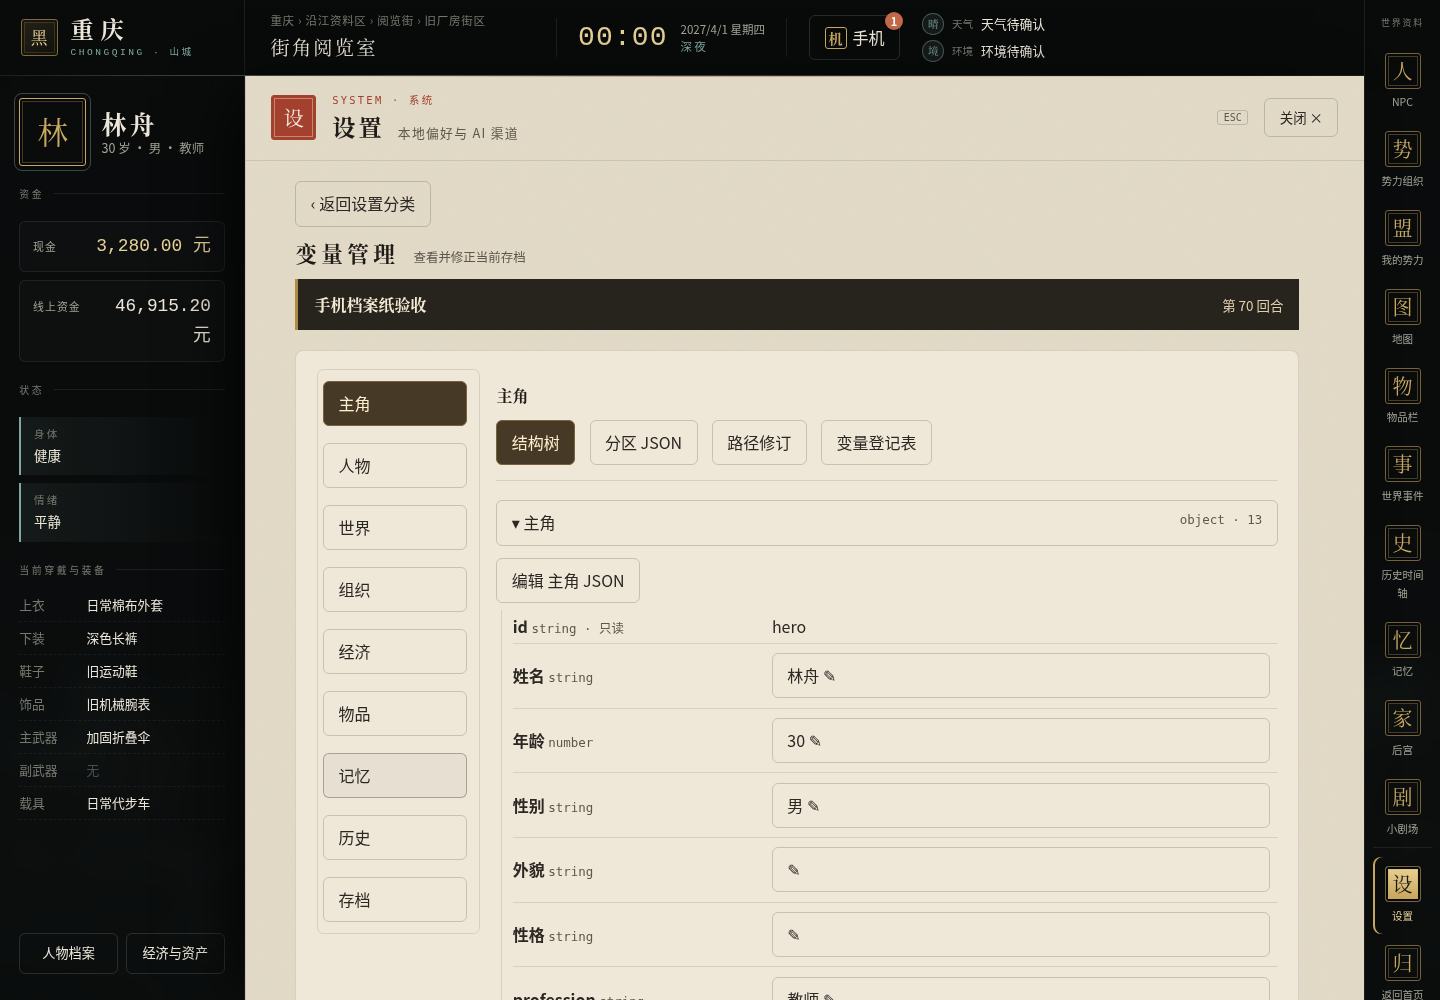 黑
重庆
CHONGQING · 山城
重庆 › 沿江资料区 › 阅览街 › 旧厂房街区
街角阅览室
00:00
2027/4/1 星期四
深夜
机 手机
1
晴 天气 天气待确认
境 环境 环境待确认
林
林舟
30 岁 • 男 • 教师
资金
现金 3,280.00 元
线上资金 46,915.20
元
状态
身体
健康
情绪
平静
当前穿戴与装备
上衣 日常棉布外套
下装 深色长裤
鞋子 旧运动鞋
饰品 旧机械腕表
主武器 加固折叠伞
副武器 无
载具 日常代步车
人物档案 经济与资产
设
SYSTEM · 系统
设置 本地偏好与 AI 渠道
ESC
关闭 ×
‹ 返回设置分类
变量管理 查看并修正当前存档
手机档案纸验收 第 70 回合
主角
人物
世界
组织
经济
物品
记忆
历史
存档
主角
结构树 分区 JSON 路径修订 变量登记表
▾ 主角 object · 13
编辑 主角 JSON
id string · 只读 hero
姓名 string 林舟 ✎
年龄 number 30 ✎
性别 string 男 ✎
外貌 string ✎
性格 string ✎
profession string 教师 ✎
世界资料
人
NPC
势
势力组织
盟
我的势力
图
地图
物
物品栏
事
世界事件
史
历史时间
轴
忆
记忆
家
后宫
剧
小剧场
设
设置
归
返回首页